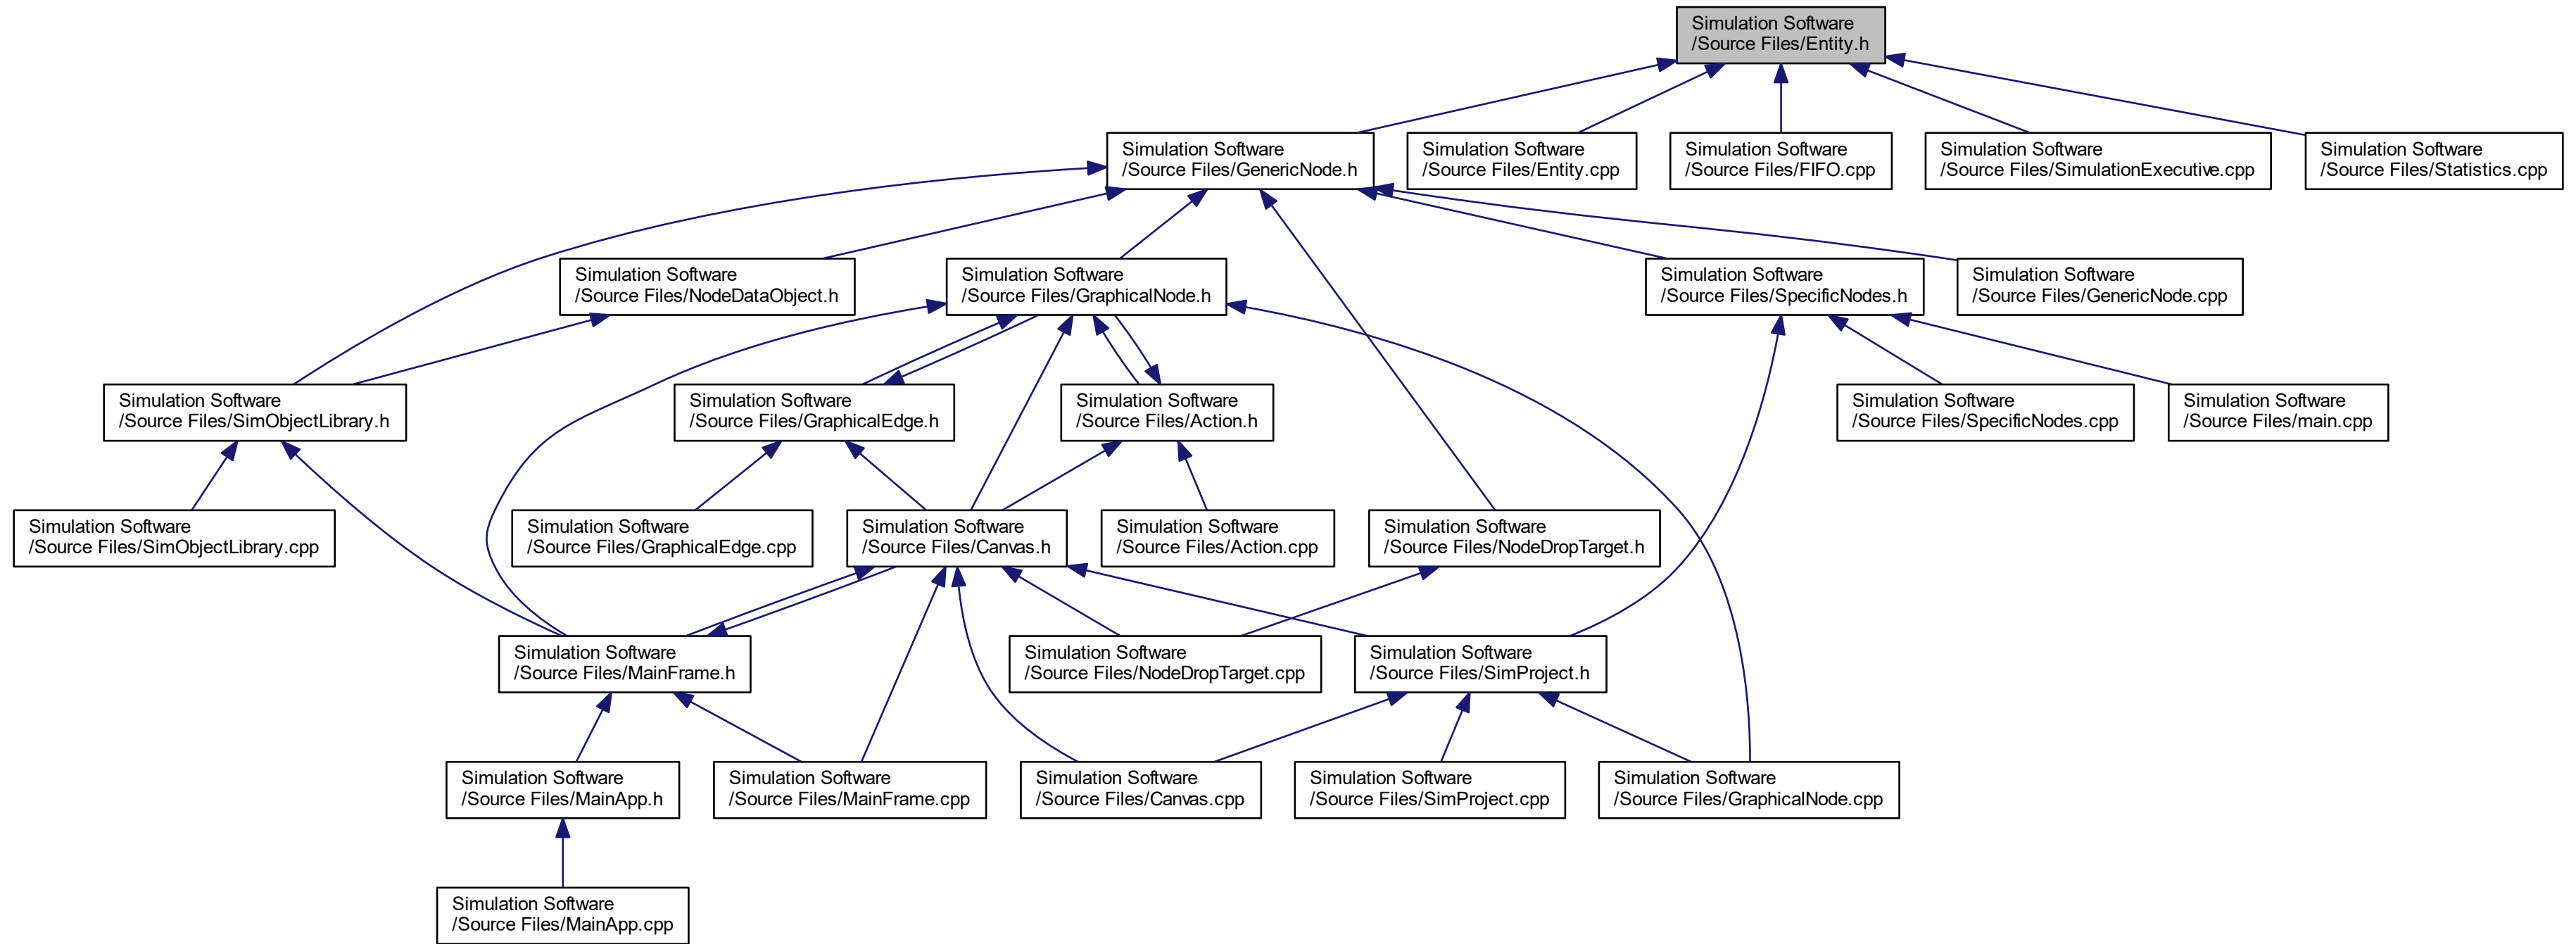 Simulation Software
/Source Files/Entity.h
Simulation Software
/Source Files/GenericNode.h
Simulation Software
/Source Files/Entity.cpp
Simulation Software
/Source Files/FIFO.cpp
Simulation Software
/Source Files/SimulationExecutive.cpp
Simulation Software
/Source Files/Statistics.cpp
Simulation Software
/Source Files/NodeDataObject.h
Simulation Software
/Source Files/GraphicalNode.h
Simulation Software
/Source Files/SpecificNodes.h
Simulation Software
/Source Files/GenericNode.cpp
Simulation Software
/Source Files/SimObjectLibrary.h
Simulation Software
/Source Files/GraphicalEdge.h
Simulation Software
/Source Files/Action.h
Simulation Software
/Source Files/SpecificNodes.cpp
Simulation Software
/Source Files/main.cpp
Simulation Software
/Source Files/SimObjectLibrary.cpp
Simulation Software
/Source Files/GraphicalEdge.cpp
Simulation Software
/Source Files/Canvas.h
Simulation Software
/Source Files/Action.cpp
Simulation Software
/Source Files/NodeDropTarget.h
Simulation Software
/Source Files/MainFrame.h
Simulation Software
/Source Files/NodeDropTarget.cpp
Simulation Software
/Source Files/SimProject.h
Simulation Software
/Source Files/MainApp.h
Simulation Software
/Source Files/MainFrame.cpp
Simulation Software
/Source Files/Canvas.cpp
Simulation Software
/Source Files/SimProject.cpp
Simulation Software
/Source Files/GraphicalNode.cpp
Simulation Software
/Source Files/MainApp.cpp